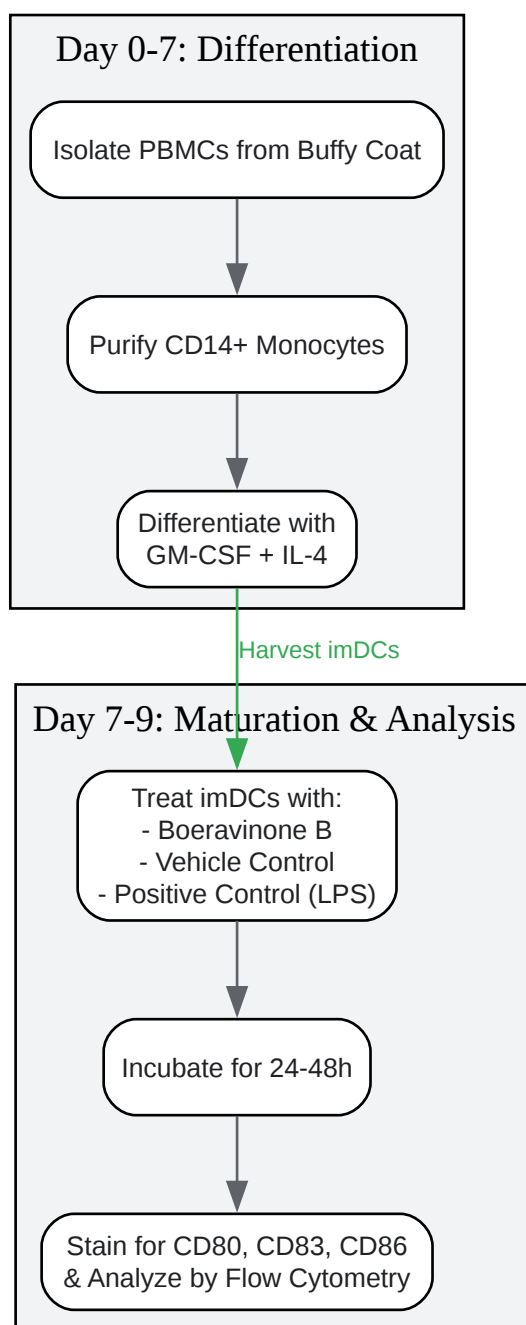 Day 0-7: Differentiation
Isolate PBMCs from Buffy Coat
Purify CD14+ Monocytes
Differentiate with
GM-CSF + IL-4
Harvest imDCs
Day 7-9: Maturation & Analysis
Treat imDCs with:
- Boeravinone B
- Vehicle Control
- Positive Control (LPS)
Incubate for 24-48h
Stain for CD80, CD83, CD86
& Analyze by Flow Cytometry